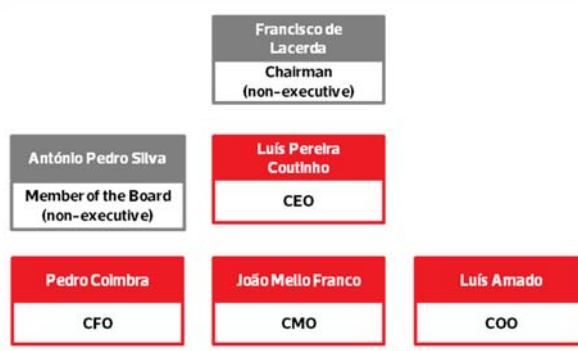 Francisco de
Lacerda
Chairman
(non-executive)
António Pedro Silva
Member of the Board
(non-executive)
Luís Pereira
Coutinho
CEO
Pedro Coimbra
CFO
João Mello Franco
CMO
Luís Amado
COO